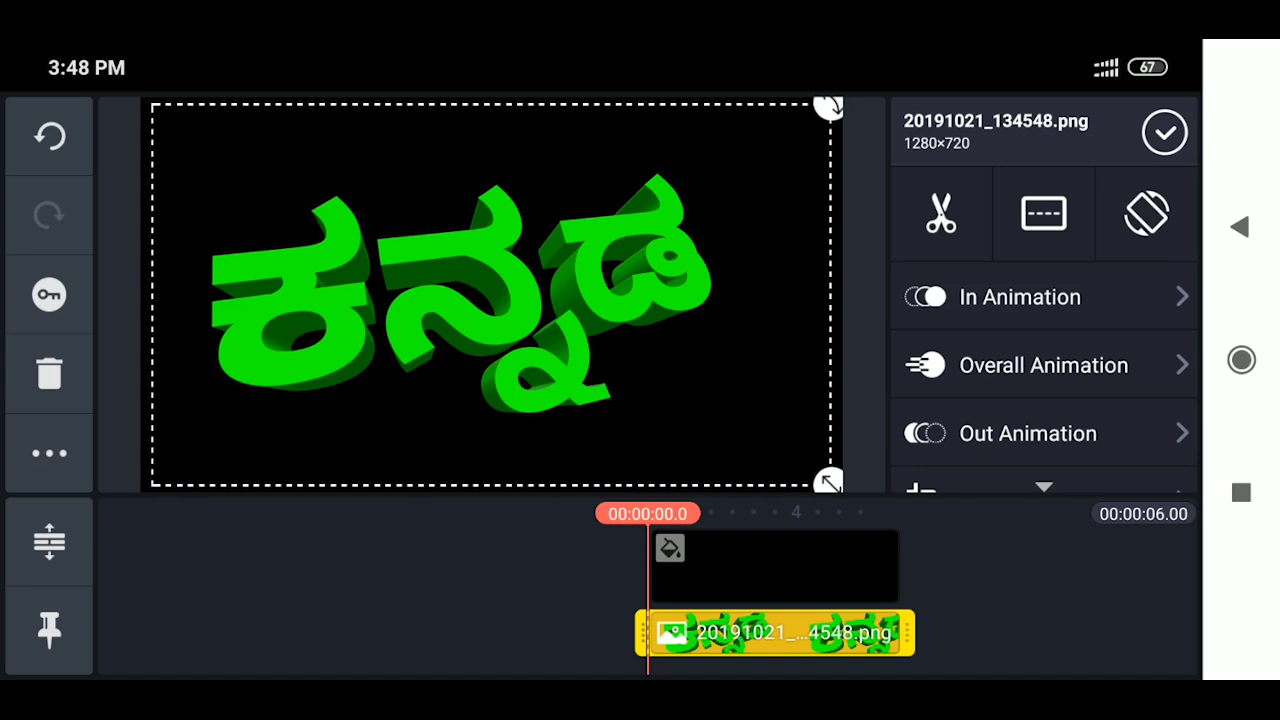 3:48 PM
67
20191021_134548.png
1280×720
ಕನ್ನಡ
In Animation
Overall Animation
Out Animation
00:00:00.0
4
00:00:06.00
20191021_...4548.png